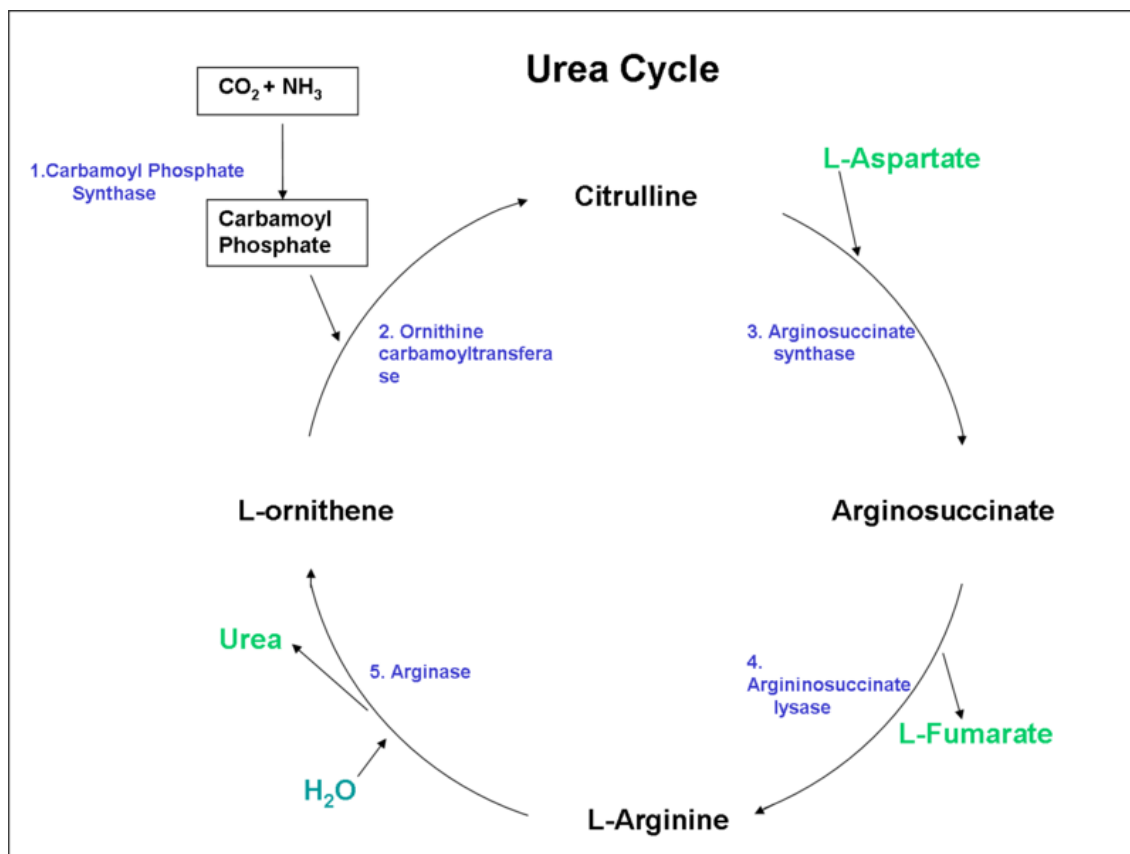 Urea Cycle
CO₂ + NH₃
1.Carbamoyl Phosphate
Synthase
Carbamoyl
Phosphate
Citrulline
L-Aspartate
2. Ornithine
carbamoyltransfera
se
3. Arginosuccinate
synthase
L-ornithene
Arginosuccinate
Urea
5. Arginase
4.
Argininosuccinate
lysase
L-Fumarate
H₂O
L-Arginine